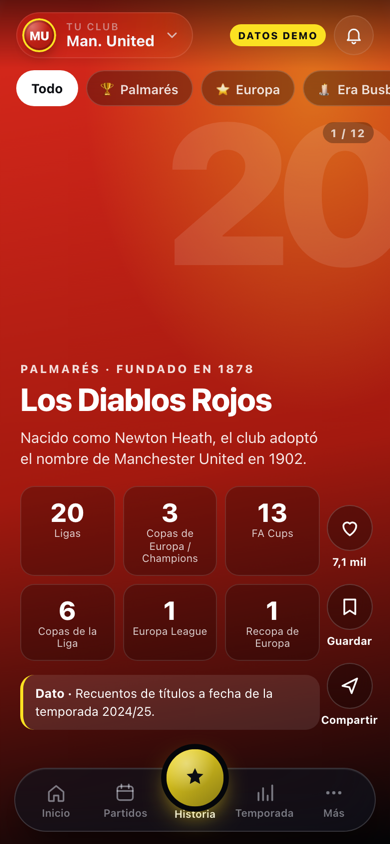 MU
TU CLUB
Man. United
DATOS DEMO
Todo
Palmarés
Europa
Era Busb
1 / 12
20
PALMARÉS · FUNDADO EN 1878
Los Diablos Rojos
Nacido como Newton Heath, el club adoptó
el nombre de Manchester United en 1902.
20
Ligas
3
Copas de
Europa /
Champions
13
FA Cups
6
Copas de la
Liga
1
Europa League
1
Recopa de
Europa
7,1 mil
Guardar
Compartir
Dato · Recuentos de títulos a fecha de la
temporada 2024/25.
Inicio
Partidos
Historia
Temporada
Más